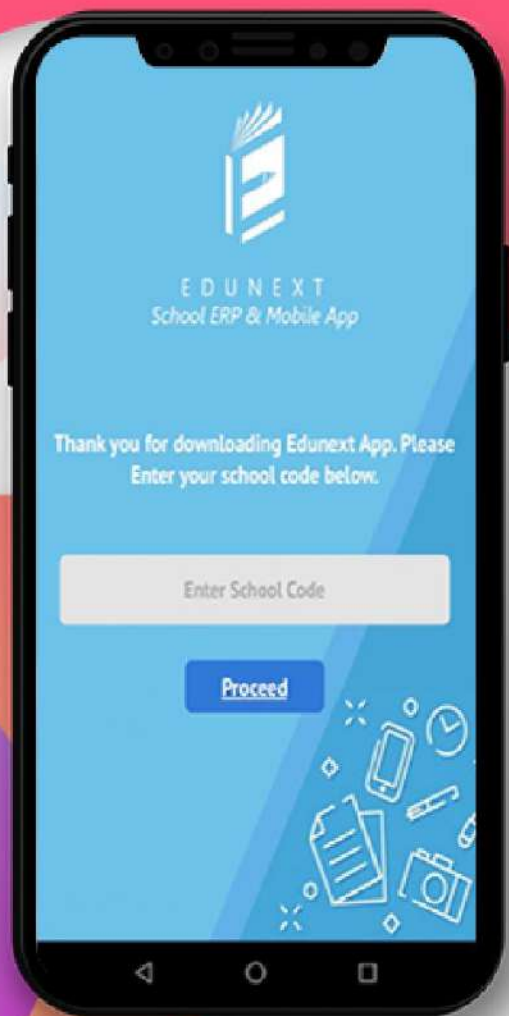 EDUNEXT
School ERP & Mobile App
Thank you for downloading Edunext App. Please
Enter your school code below.
Enter School Code
Proceed